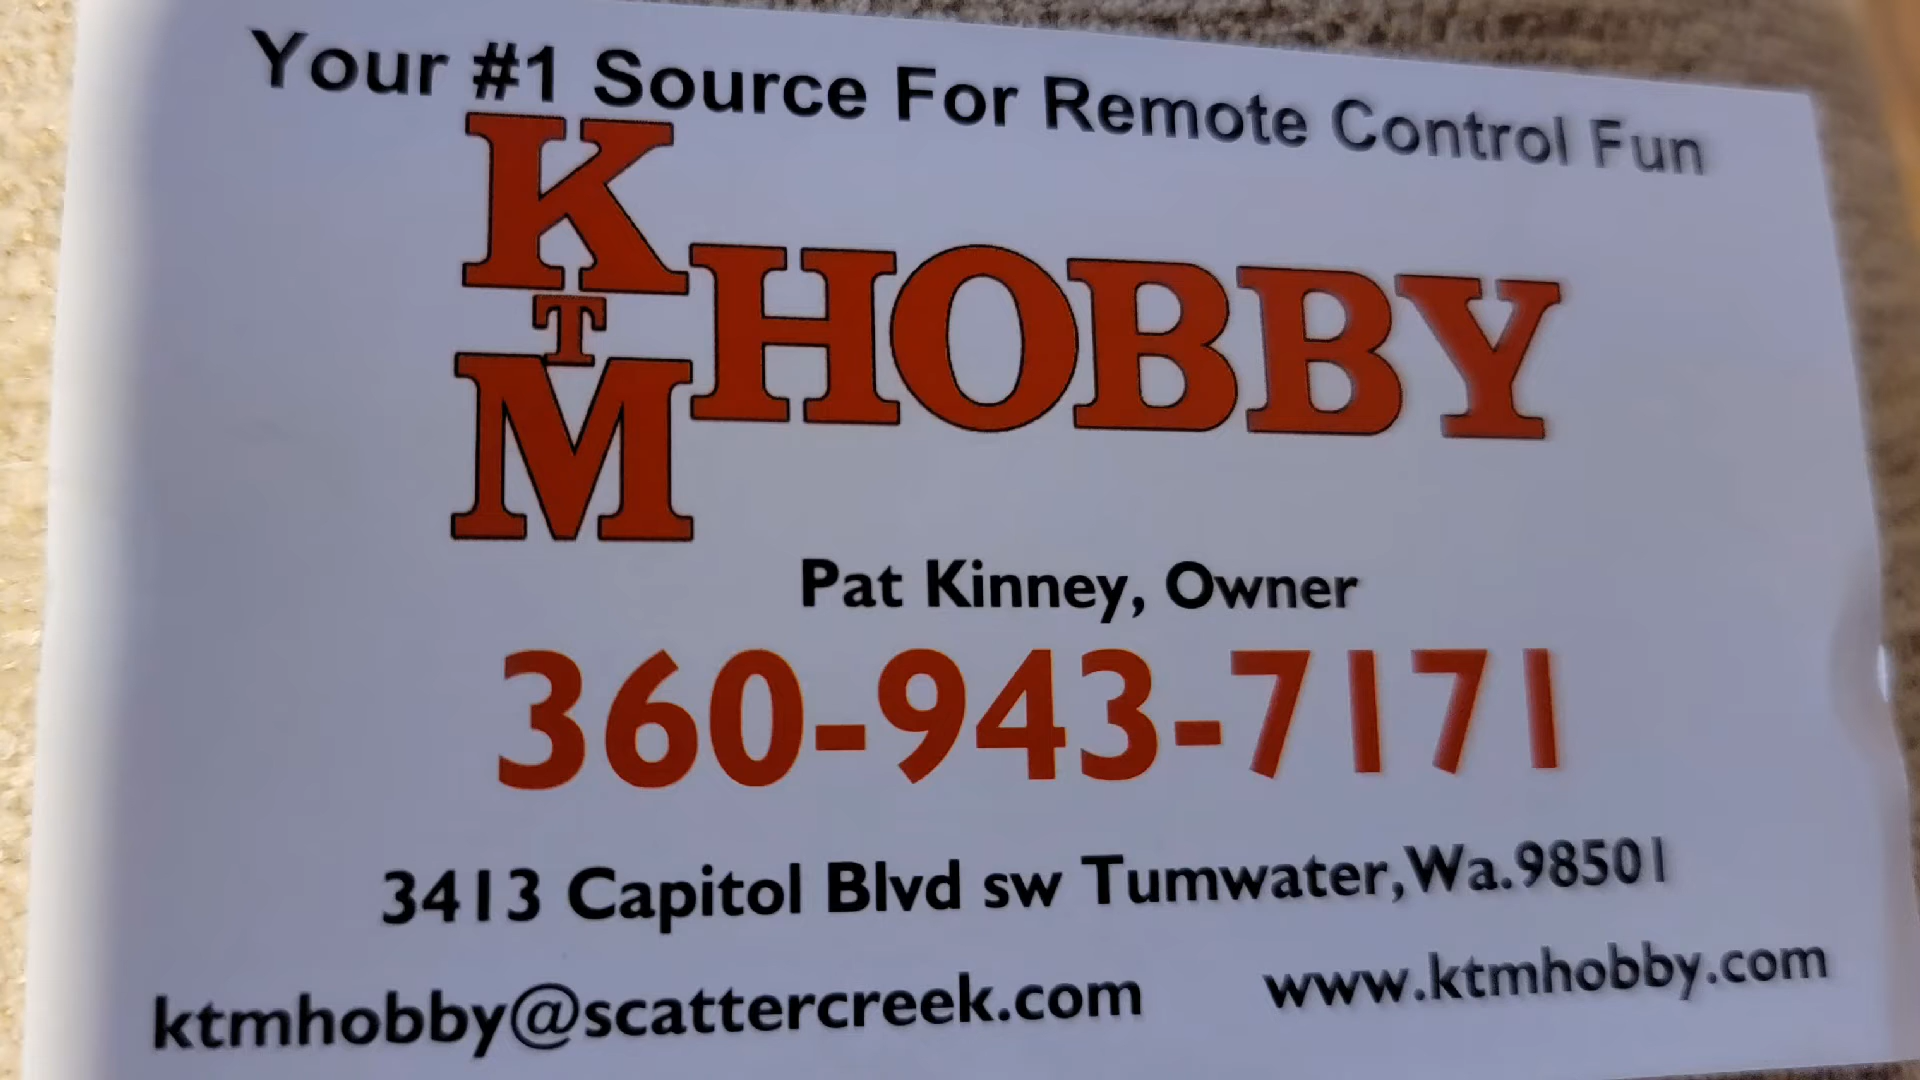 Your #1 Source For Remote Control Fun
KTM HOBBY
Pat Kinney, Owner
360-943-7171
3413 Capitol Blvd sw Tumwater,Wa.98501
ktmhobby@scattercreek.com www.ktmhobby.com